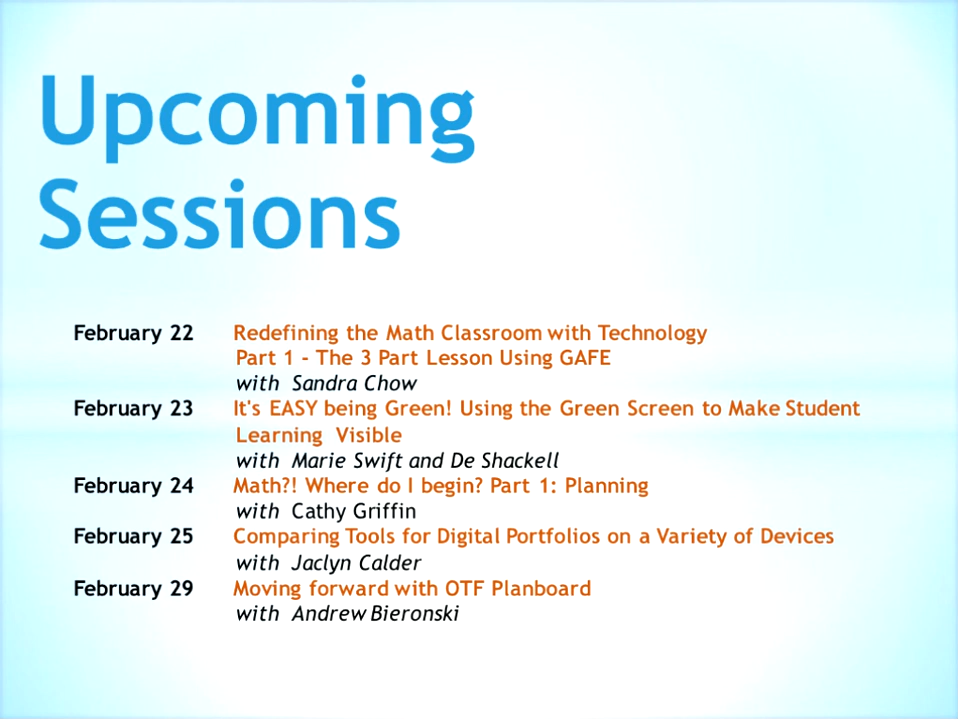 Upcoming
Sessions
February 22 Redefining the Math Classroom with Technology
Part 1 - The 3 Part Lesson Using GAFE
with Sandra Chow
February 23 It's EASY being Green! Using the Green Screen to Make Student
Learning Visible
with Marie Swift and De Shackell
February 24 Math?! Where do I begin? Part 1: Planning
with Cathy Griffin
February 25 Comparing Tools for Digital Portfolios on a Variety of Devices
with Jaclyn Calder
February 29 Moving forward with OTF Planboard
with Andrew Bieronski